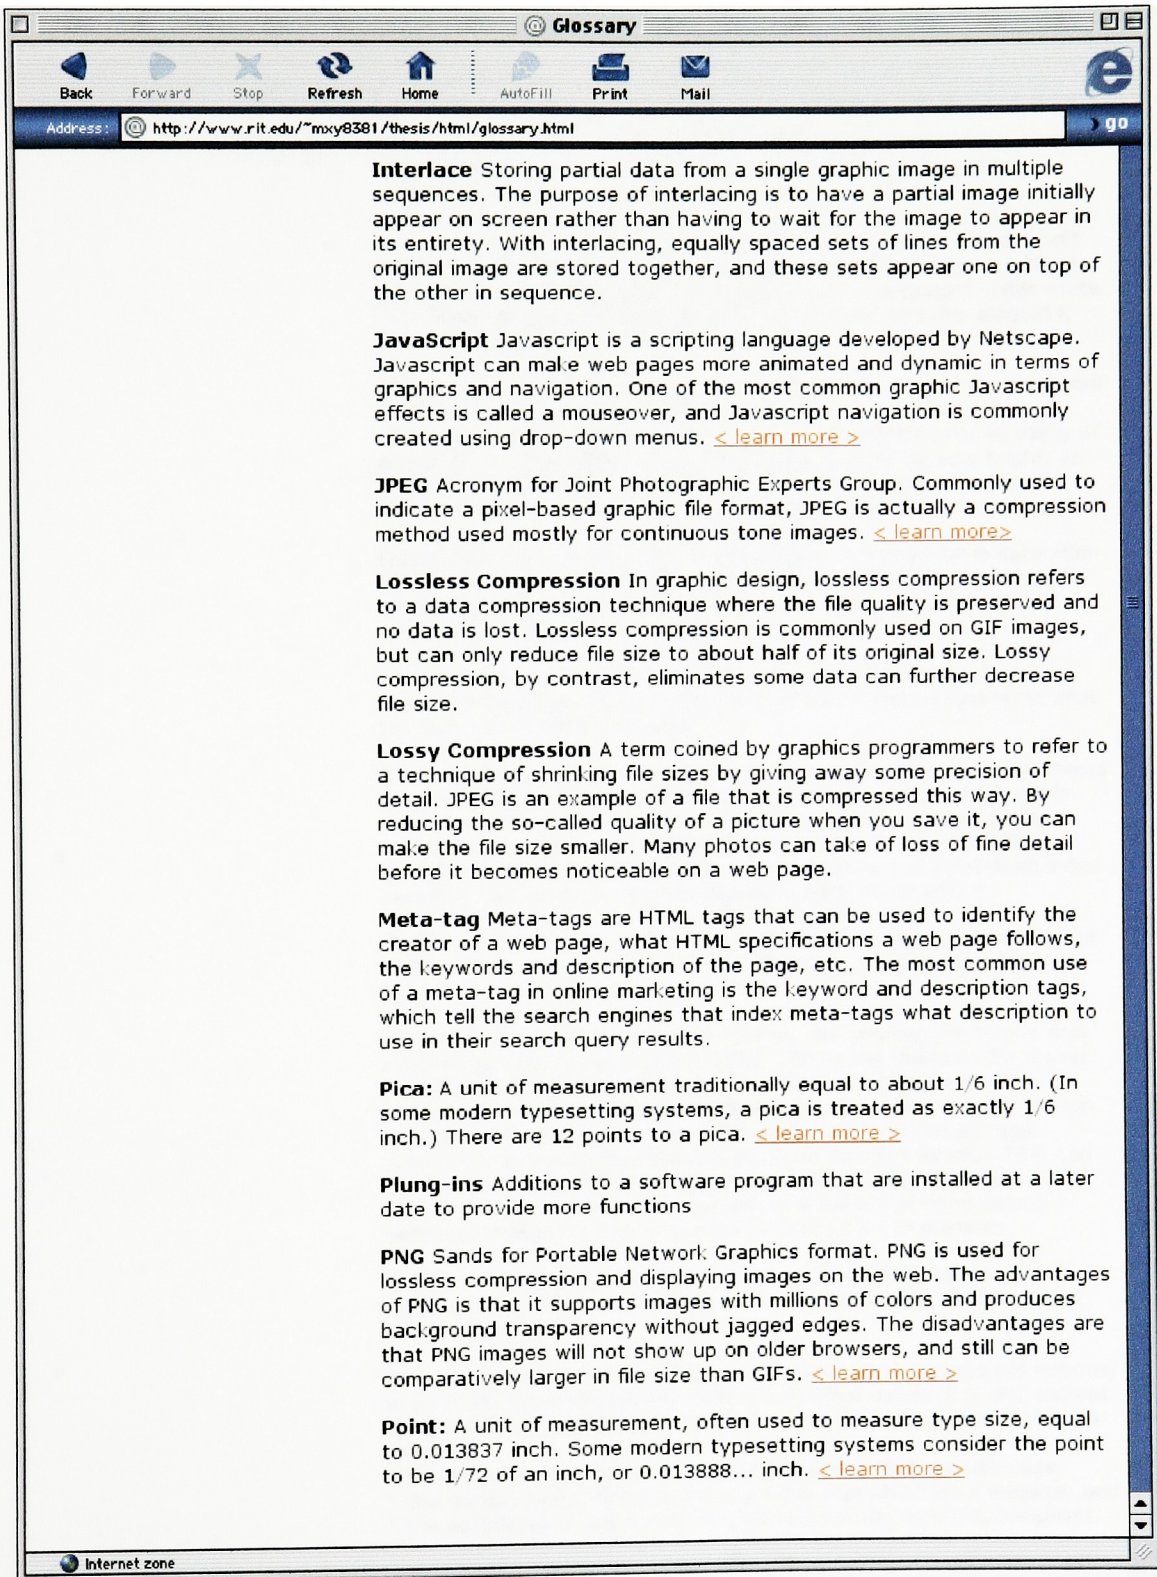 Glossary
Back Forward Stop Refresh Home AutoFill Print Mail
Address: http://www.rit.edu/~mxy8381/thesis/html/glossary.html go
Interlace Storing partial data from a single graphic image in multiple
sequences. The purpose of interlacing is to have a partial image initially
appear on screen rather than having to wait for the image to appear in
its entirety. With interlacing, equally spaced sets of lines from the
original image are stored together, and these sets appear one on top of
the other in sequence.
JavaScript Javascript is a scripting language developed by Netscape.
Javascript can make web pages more animated and dynamic in terms of
graphics and navigation. One of the most common graphic Javascript
effects is called a mouseover, and Javascript navigation is commonly
created using drop-down menus. < learn more >
JPEG Acronym for Joint Photographic Experts Group. Commonly used to
indicate a pixel-based graphic file format, JPEG is actually a compression
method used mostly for continuous tone images. < learn more>
Lossless Compression In graphic design, lossless compression refers
to a data compression technique where the file quality is preserved and
no data is lost. Lossless compression is commonly used on GIF images,
but can only reduce file size to about half of its original size. Lossy
compression, by contrast, eliminates some data can further decrease
file size.
Lossy Compression A term coined by graphics programmers to refer to
a technique of shrinking file sizes by giving away some precision of
detail. JPEG is an example of a file that is compressed this way. By
reducing the so-called quality of a picture when you save it, you can
make the file size smaller. Many photos can take of loss of fine detail
before it becomes noticeable on a web page.
Meta-tag Meta-tags are HTML tags that can be used to identify the
creator of a web page, what HTML specifications a web page follows,
the keywords and description of the page, etc. The most common use
of a meta-tag in online marketing is the keyword and description tags,
which tell the search engines that index meta-tags what description to
use in their search query results.
Pica: A unit of measurement traditionally equal to about 1/6 inch. (In
some modern typesetting systems, a pica is treated as exactly 1/6
inch.) There are 12 points to a pica. < learn more >
Plung-ins Additions to a software program that are installed at a later
date to provide more functions
PNG Sands for Portable Network Graphics format. PNG is used for
lossless compression and displaying images on the web. The advantages
of PNG is that it supports images with millions of colors and produces
background transparency without jagged edges. The disadvantages are
that PNG images will not show up on older browsers, and still can be
comparatively larger in file size than GIFs. < learn more >
Point: A unit of measurement, often used to measure type size, equal
to 0.013837 inch. Some modern typesetting systems consider the point
to be 1/72 of an inch, or 0.013888... inch. < learn more >
Internet zone